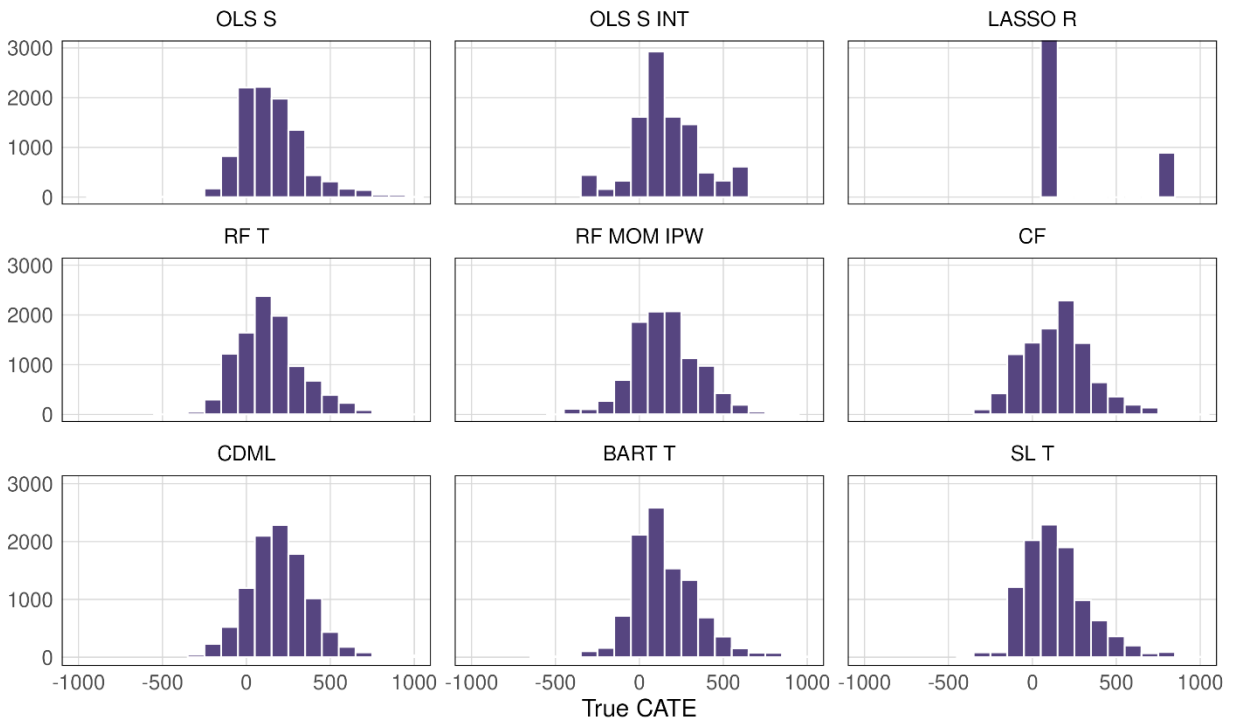 OLS S OLS S INT LASSO R
3000
2000
1000
0
RF T RF MOM IPW CF
3000
2000
1000
0
CDML BART T SL T
3000
2000
1000
0
-1000 -500 0 500 1000 -1000 -500 0 500 1000 -1000 -500 0 500 1000
True CATE